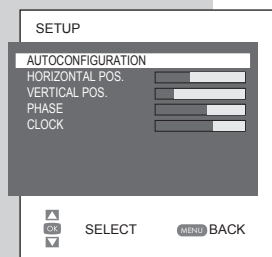 SETUP
AUTOCONFIGURATION
HORIZONTAL POS.
VERTICAL POS.
PHASE
CLOCK
OK SELECT MENU BACK